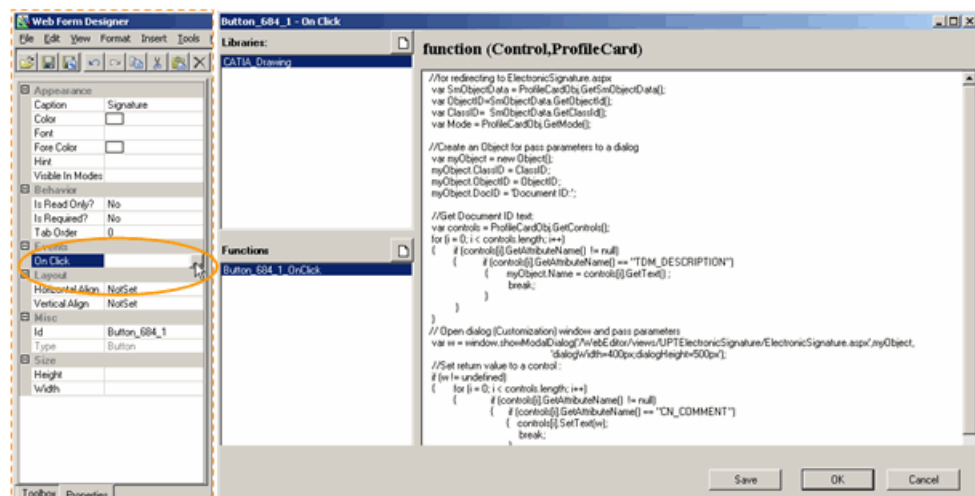 Web Form Designer
File Edit View Format Insert Tools
Appearance
Caption Signature
Color
Font
Fore Color
Hint
Visible In Modes
Behavior
Is Read Only? No
Is Required? No
Tab Order 0
Events
On Click
Layout
Horizontal Align NotSet
Vertical Align NotSet
Misc
Id Button_684_1
Type Button
Size
Height
Width
Toolbox Properties
Button_684_1 - On Click
Libraries:
CATIA_Drawing
Functions
Button_684_1_OnClick
function (Control,ProfileCard)
//for redirecting to ElectronicSignature.aspx
var SmObjectData = ProfileCardObj.GetSmObjectData();
var ObjectID=SmObjectData.GetObjectId();
var ClassID= SmObjectData.GetClassId();
var Mode = ProfileCardObj.GetMode();
//Create an Object for pass parameters to a dialog
var myObject = new Object();
myObject.ClassID = ClassID;
myObject.ObjectID = ObjectID;
myObject.DocID = 'Document ID:';
//Get Document ID text:
var controls = ProfileCardObj.GetControls();
for (i = 0; i < controls.length; i++)
{ if (controls[i].GetAttributeName() != null)
{ if (controls[i].GetAttributeName() == "TDM_DESCRIPTION")
{ myObject.Name = controls[i].GetText() ;
break;
}
}
}
// Open dialog (Customization) window and pass parameters
var w = window.showModalDialog('/WebEditor/views/UPTElectronicSignature/ElectronicSignature.aspx',myObject,
'dialogWidth=400px;dialogHeight=500px');
//Set return value to a control :
if (w != undefined)
{ for (i = 0; i < controls.length; i++)
{ if (controls[i].GetAttributeName() != null)
{ if (controls[i].GetAttributeName() == "CN_COMMENT")
{ controls[i].SetText(w);
break;
}
Save OK Cancel